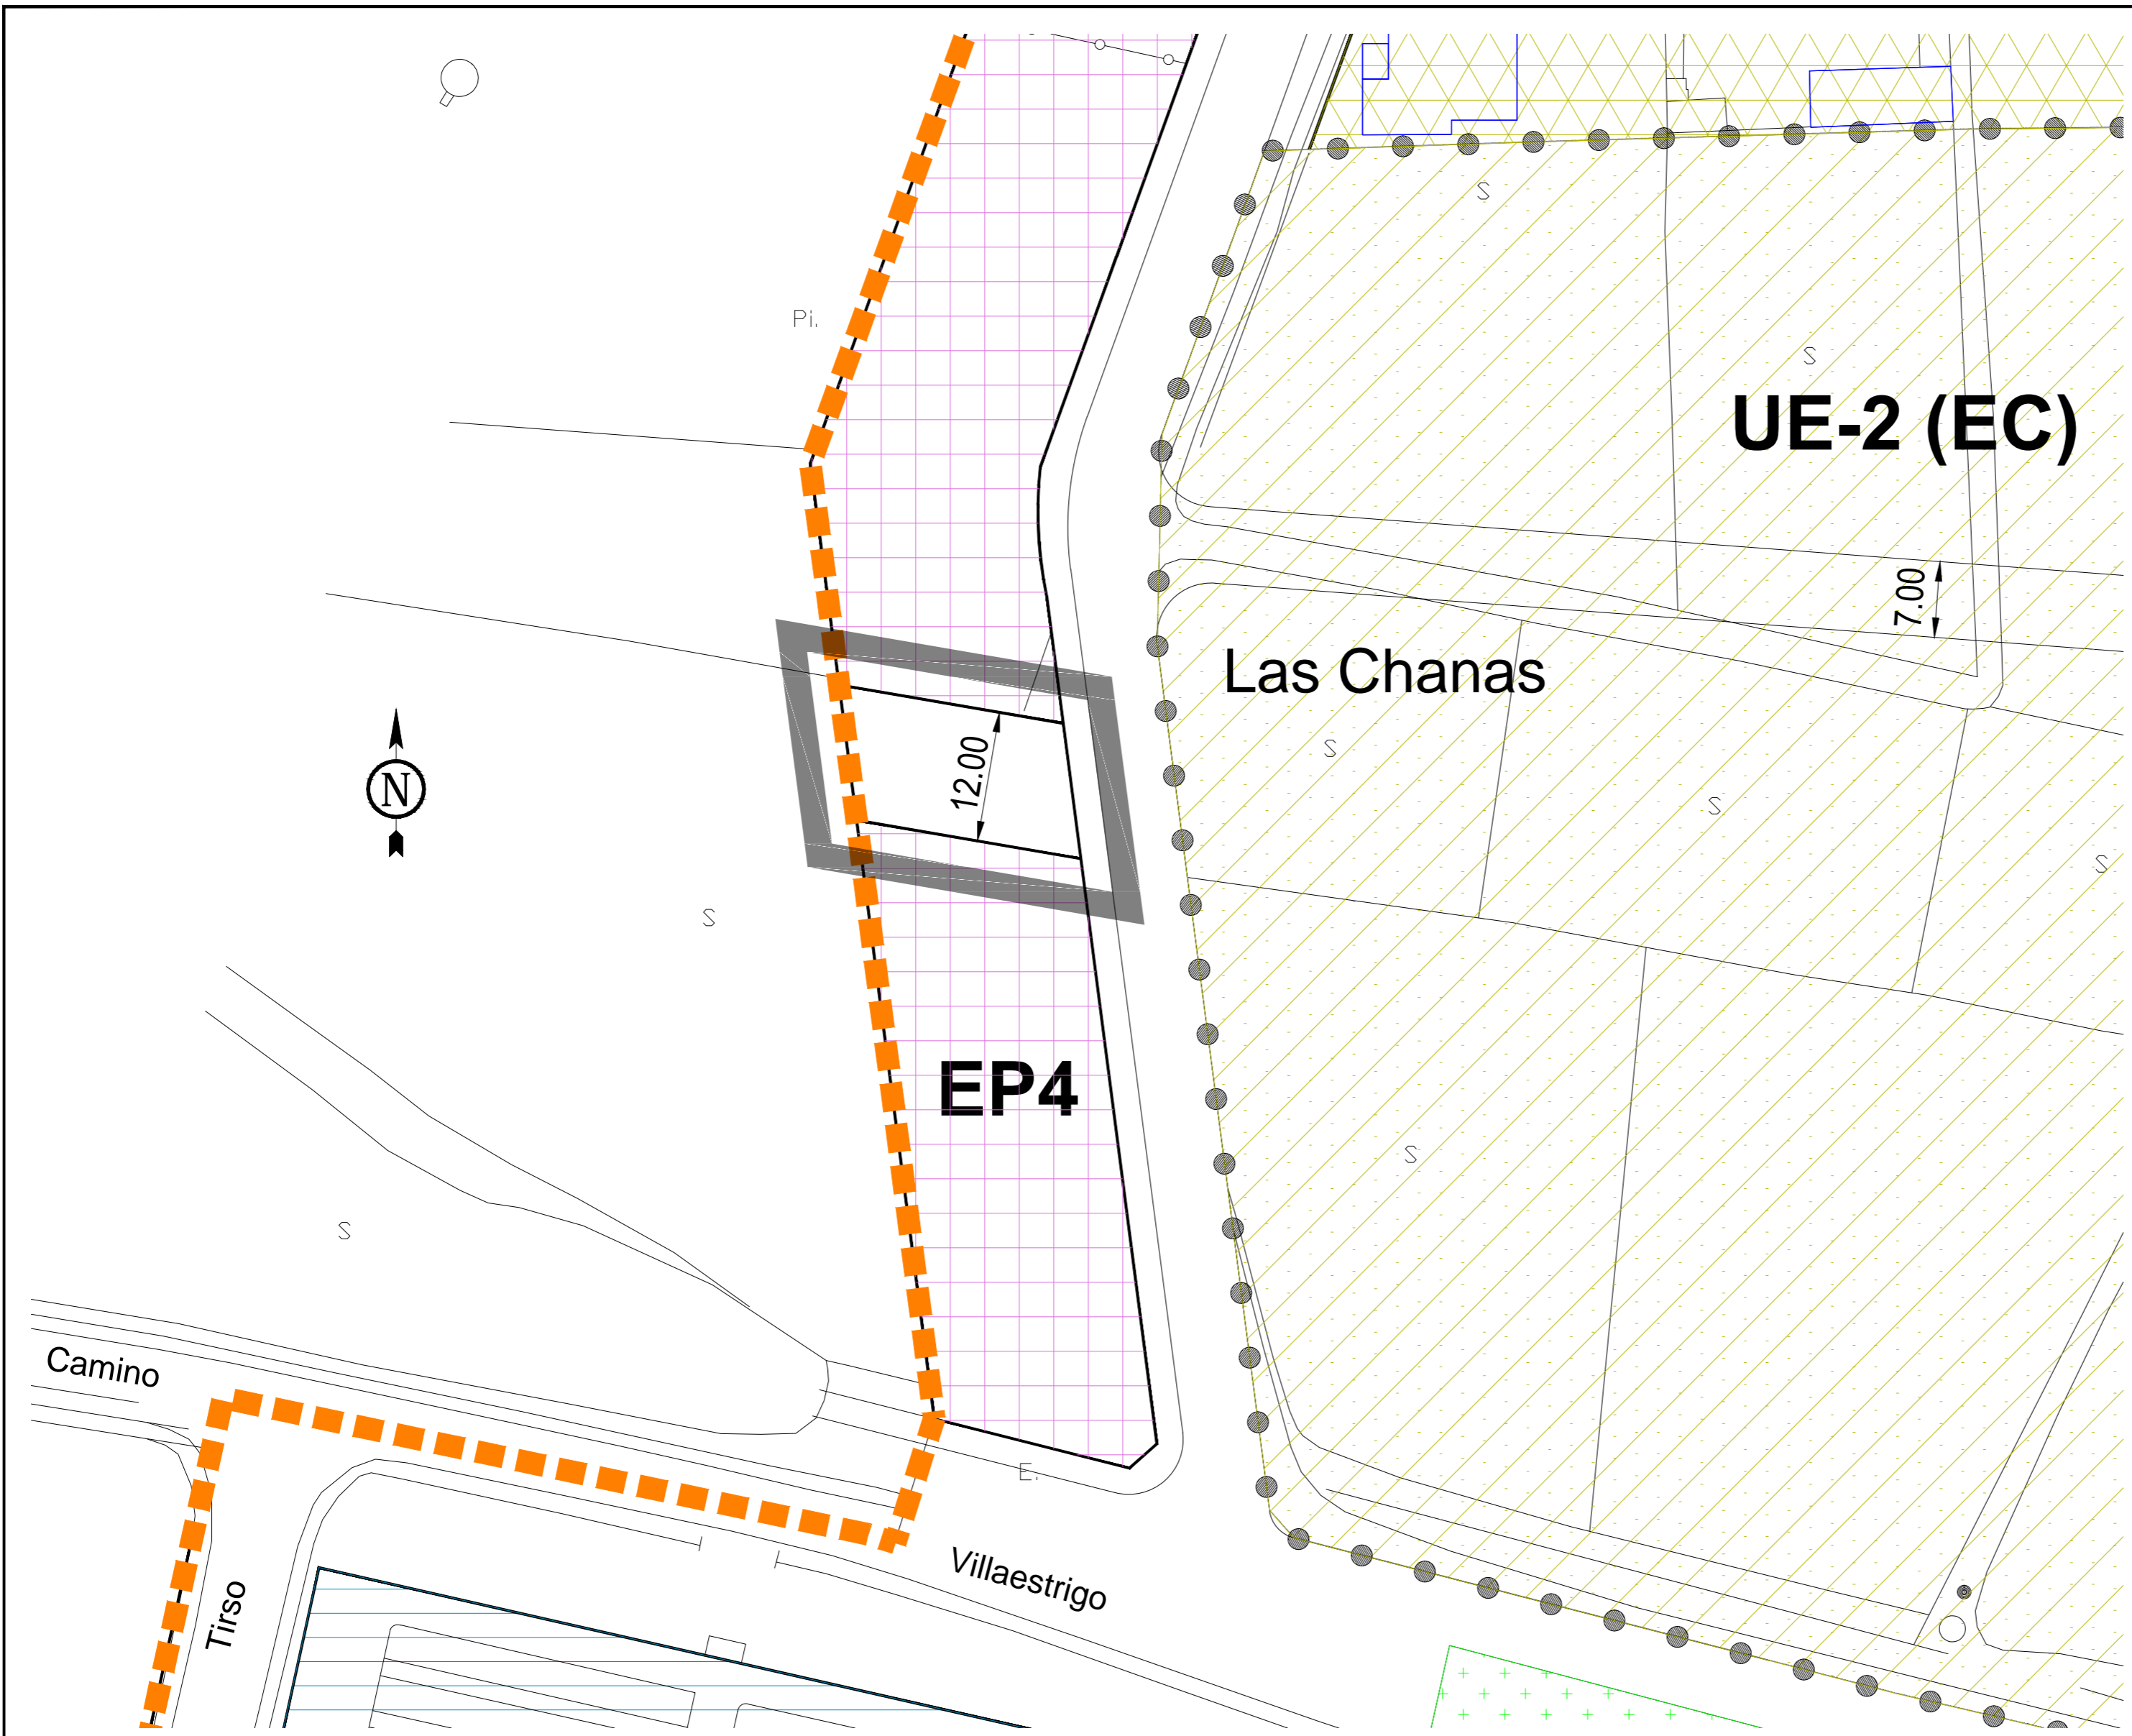 S
Pi.
S
UE-2 (EC)
7.00
Las Chanas
12.00
S
N
S
S
S
EP4
S
S
Camino
E.
Villaestrigo
Tirso